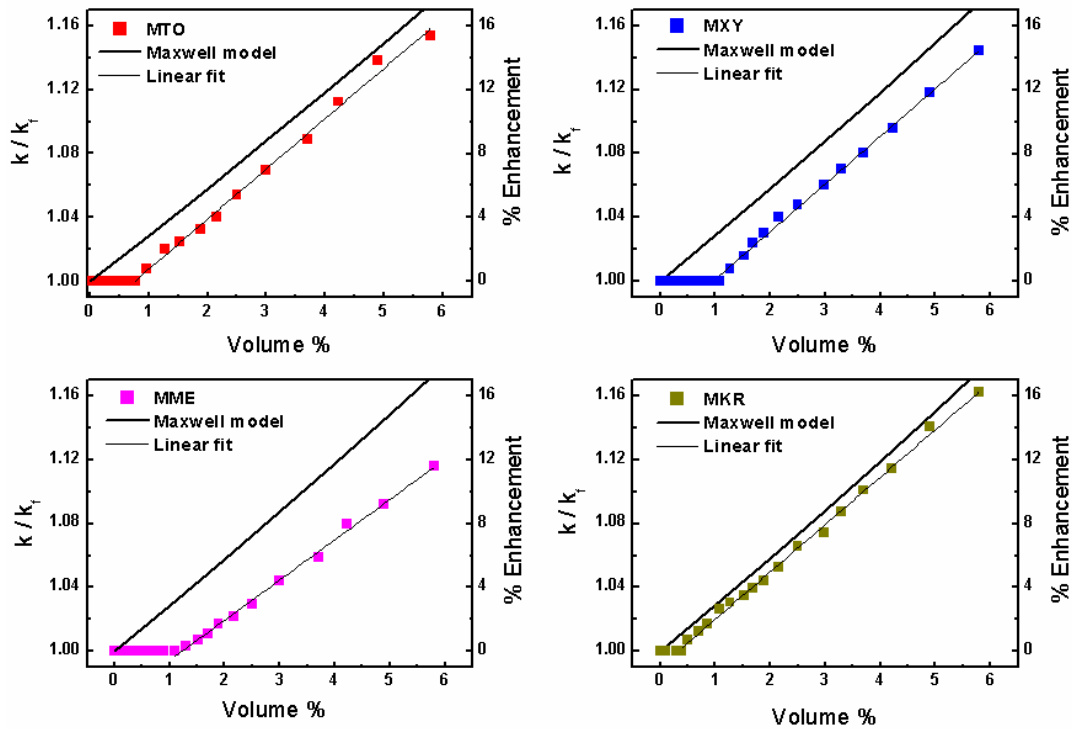 MTO
Maxwell model
Linear fit
k / kf
1.16
1.12
1.08
1.04
1.00
16
12
8
4
0
% Enhancement
0 1 2 3 4 5 6
Volume %
MXY
Maxwell model
Linear fit
k / kf
1.16
1.12
1.08
1.04
1.00
16
12
8
4
0
% Enhancement
0 1 2 3 4 5 6
Volume %
MME
Maxwell model
Linear fit
k / kf
1.16
1.12
1.08
1.04
1.00
16
12
8
4
0
% Enhancement
0 1 2 3 4 5 6
Volume %
MKR
Maxwell model
Linear fit
k / kf
1.16
1.12
1.08
1.04
1.00
16
12
8
4
0
% Enhancement
0 1 2 3 4 5 6
Volume %